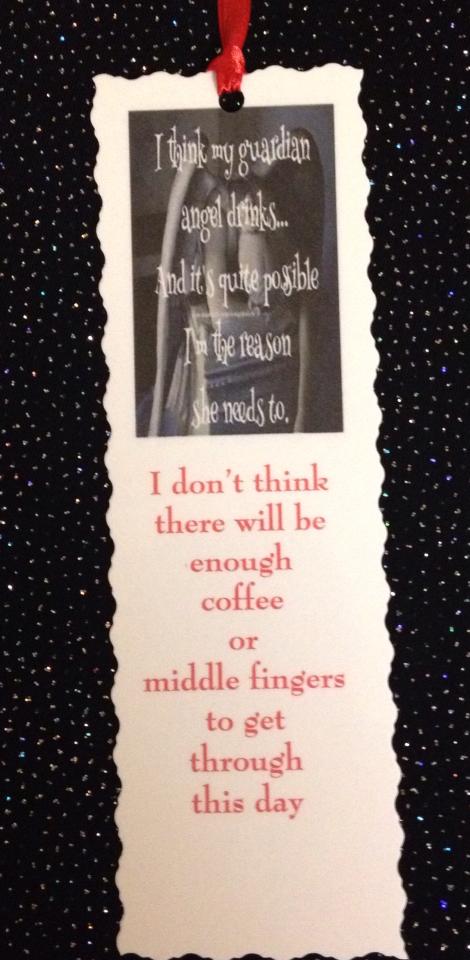 I think my guardian
angel drinks...
And it's quite possible
I'm the reason
she needs to.
I don't think
there will be
enough
coffee
or
middle fingers
to get
through
this day